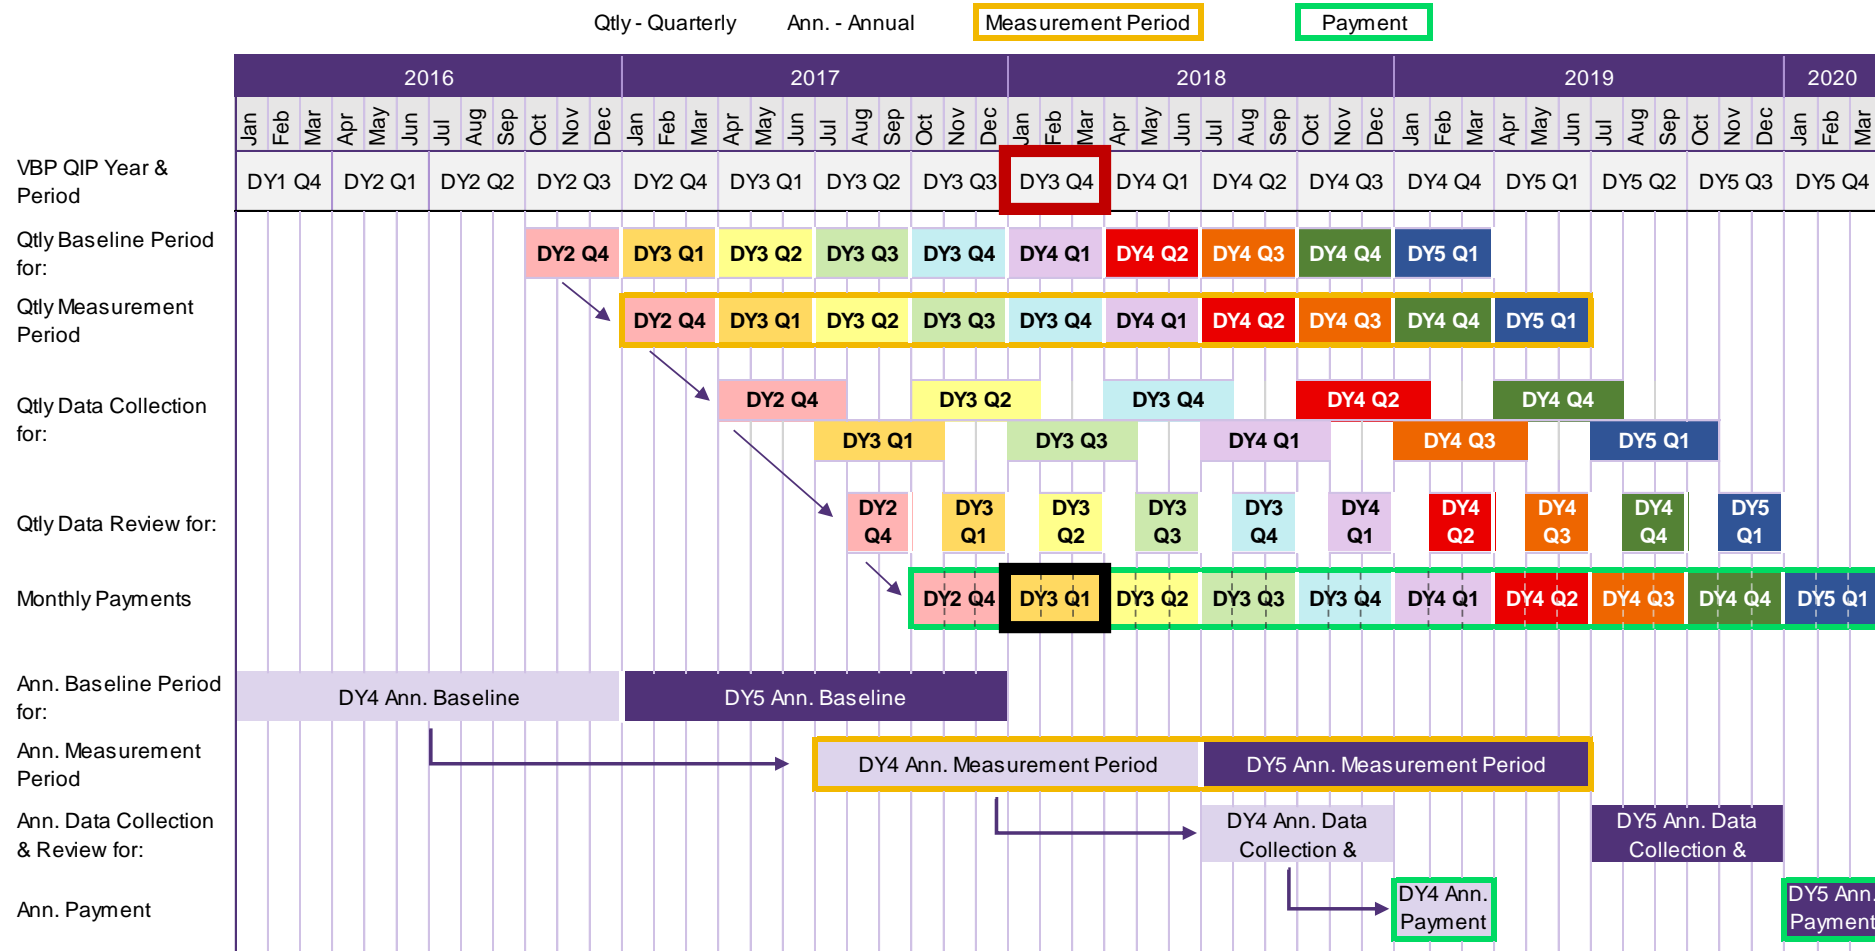 Qtly - Quarterly Ann. - Annual Measurement Period Payment
2016 2017 2018 2019 2020
Jan Feb Mar Apr May Jun Jul Aug Sep Oct Nov Dec Jan Feb Mar Apr May Jun Jul Aug Sep Oct Nov Dec Jan Feb Mar Apr May Jun Jul Aug Sep Oct Nov Dec Jan Feb Mar Apr May Jun Jul Aug Sep Oct Nov Dec Jan Feb Mar
VBP QIP Year &
Period
DY1 Q4 DY2 Q1 DY2 Q2 DY2 Q3 DY2 Q4 DY3 Q1 DY3 Q2 DY3 Q3 DY3 Q4 DY4 Q1 DY4 Q2 DY4 Q3 DY4 Q4 DY5 Q1 DY5 Q2 DY5 Q3 DY5 Q4
Qtly Baseline Period
for:
DY2 Q4 DY3 Q1 DY3 Q2 DY3 Q3 DY3 Q4 DY4 Q1 DY4 Q2 DY4 Q3 DY4 Q4 DY5 Q1
Qtly Measurement
Period
DY2 Q4 DY3 Q1 DY3 Q2 DY3 Q3 DY3 Q4 DY4 Q1 DY4 Q2 DY4 Q3 DY4 Q4 DY5 Q1
Qtly Data Collection
for:
DY2 Q4 DY3 Q2 DY3 Q4 DY4 Q2 DY4 Q4
DY3 Q1 DY3 Q3 DY4 Q1 DY4 Q3 DY5 Q1
Qtly Data Review for:
DY2 DY3 DY3 DY3 DY3 DY4 DY4 DY4 DY4 DY5
Q4 Q1 Q2 Q3 Q4 Q1 Q2 Q3 Q4 Q1
Monthly Payments
DY2 Q4 DY3 Q1 DY3 Q2 DY3 Q3 DY3 Q4 DY4 Q1 DY4 Q2 DY4 Q3 DY4 Q4 DY5 Q1
Ann. Baseline Period
for:
DY4 Ann. Baseline DY5 Ann. Baseline
Ann. Measurement
Period
DY4 Ann. Measurement Period DY5 Ann. Measurement Period
Ann. Data Collection
& Review for:
DY4 Ann. Data DY5 Ann. Data
Collection & Collection &
Ann. Payment
DY4 Ann. DY5 Ann.
Payment Payment